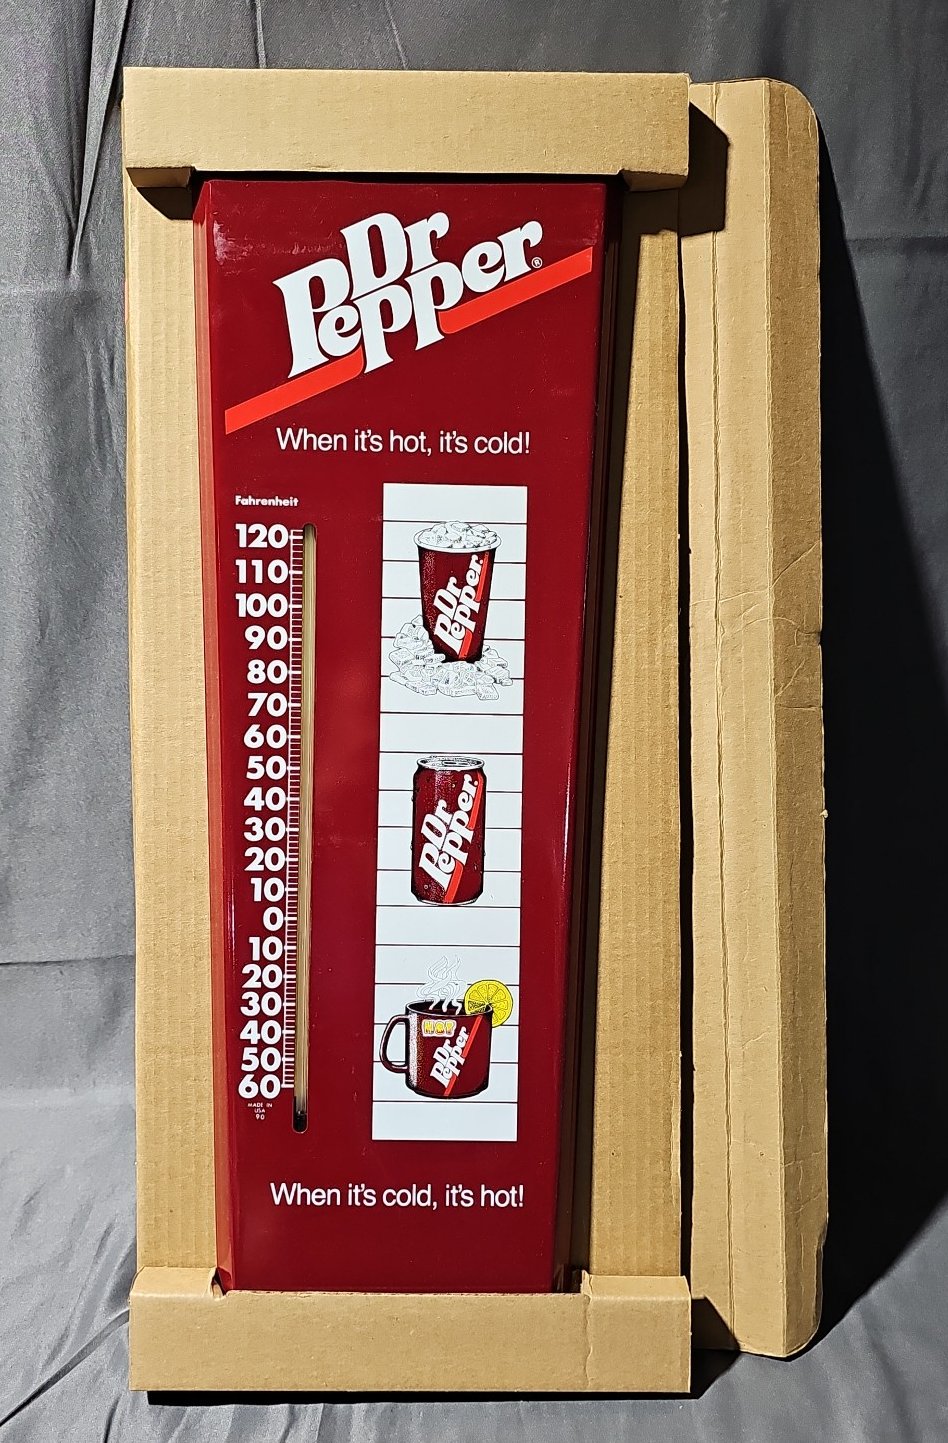 Dr
Pepper®
When it's hot, it's cold!
Fahrenheit
120
110
100
90
80
70
60
50
40
30
20
10
0
10
20
30
40
50
60
MADE IN
USA
90
Dr
Pepper
Dr
Pepper
HOT
Dr
Pepper
When it's cold, it's hot!